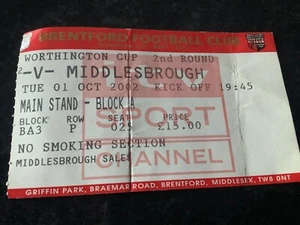 BRENTFORD FOOTBALL CLUB
WORTHINGTON CUP 2nd ROUND
-V- MIDDLESBROUGH
TUE 01 OCT 2002 KICK OFF 19:45
MAIN STAND - BLOCK A
BLOCK ROW SEAT PRICE
BA3 P 02S £15.00
NO SMOKING SECTION
MIDDLESBROUGH SALES
SPORT
CHANNEL
GRIFFIN PARK, BRAEMAR ROAD, BRENTFORD, MIDDLESEX, TW8 0NT